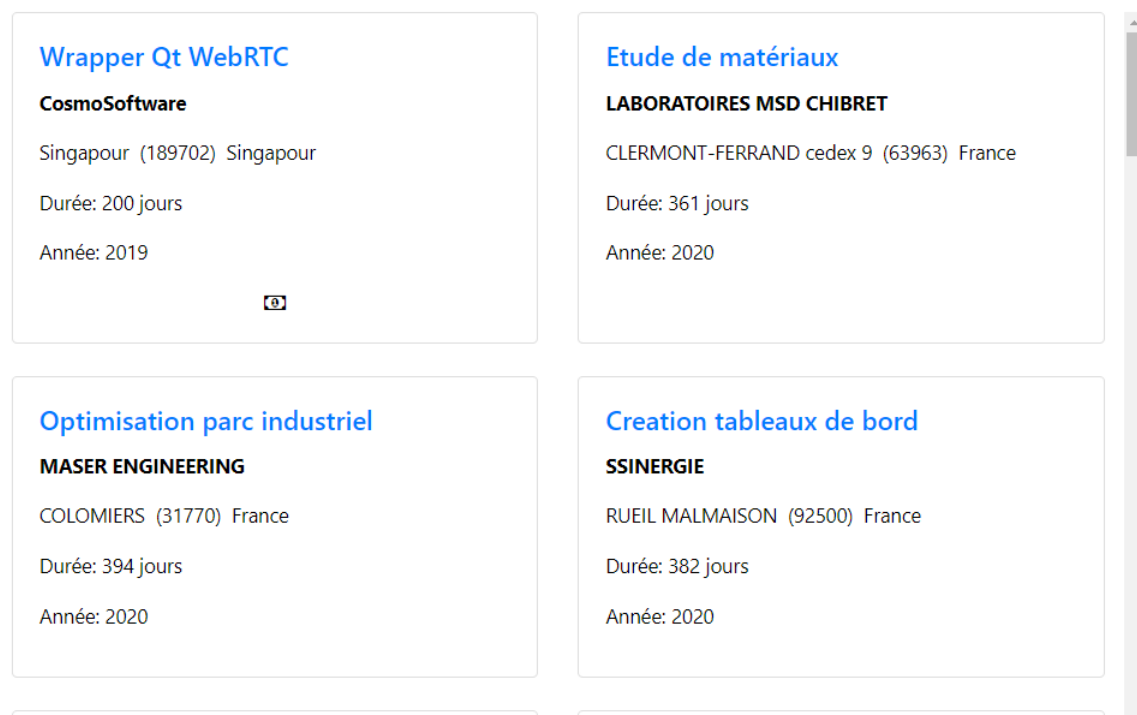 Wrapper Qt WebRTC
CosmoSoftware
Singapour (189702) Singapour
Durée: 200 jours
Année: 2019
Etude de matériaux
LABORATOIRES MSD CHIBRET
CLERMONT-FERRAND cedex 9 (63963) France
Durée: 361 jours
Année: 2020
Optimisation parc industriel
MASER ENGINEERING
COLOMIERS (31770) France
Durée: 394 jours
Année: 2020
Creation tableaux de bord
SSINERGIE
RUEIL MALMAISON (92500) France
Durée: 382 jours
Année: 2020